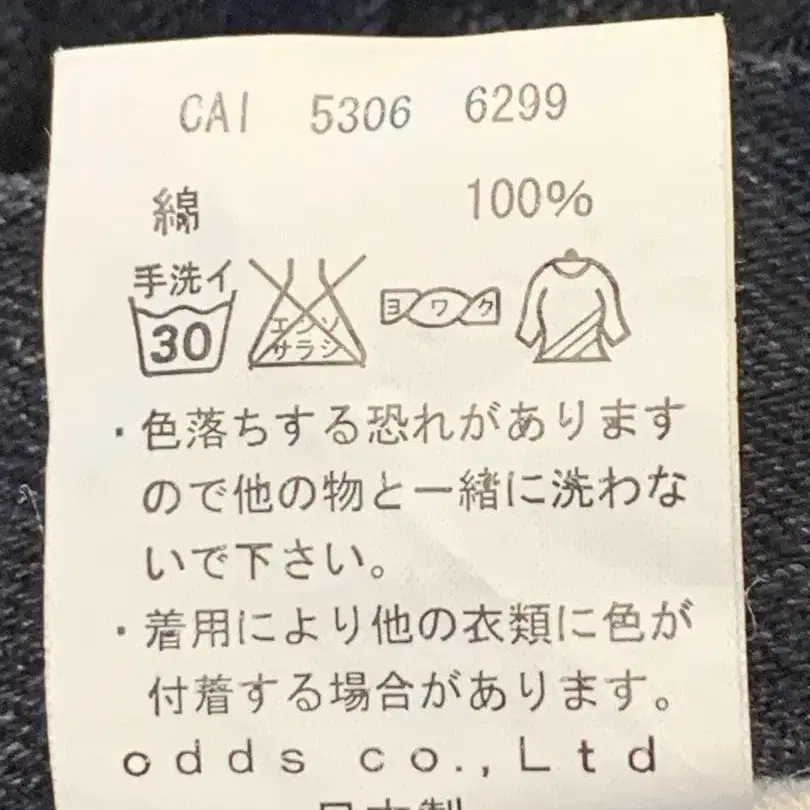 CAI 5306 6299
綿 100%
手洗イ
30
エンソ
サラシ
ヨワク
・色落ちする恐れがあります
ので他の物と一緒に洗わな
いで下さい。
・着用により他の衣類に色が
付着する場合があります。
odds co.,Ltd
日本製